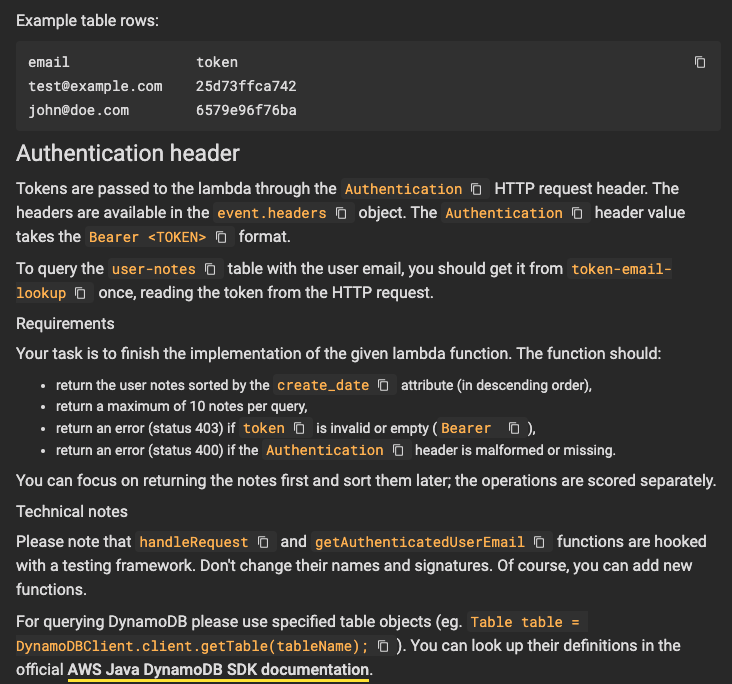 Example table rows:
email token
test@example.com 25d73ffca742
john@doe.com 6579e96f76ba
Authentication header
Tokens are passed to the lambda through the Authentication HTTP request header. The
headers are available in the event.headers object. The Authentication header value
takes the Bearer <TOKEN> format.
To query the user-notes table with the user email, you should get it from token-email-
lookup once, reading the token from the HTTP request.
Requirements
Your task is to finish the implementation of the given lambda function. The function should:
• return the user notes sorted by the create_date attribute (in descending order),
• return a maximum of 10 notes per query,
• return an error (status 403) if token is invalid or empty ( Bearer ),
• return an error (status 400) if the Authentication header is malformed or missing.
You can focus on returning the notes first and sort them later; the operations are scored separately.
Technical notes
Please note that handleRequest and getAuthenticatedUserEmail functions are hooked
with a testing framework. Don't change their names and signatures. Of course, you can add new
functions.
For querying DynamoDB please use specified table objects (eg. Table table =
DynamoDBClient.client.getTable(tableName); ). You can look up their definitions in the
official AWS Java DynamoDB SDK documentation.